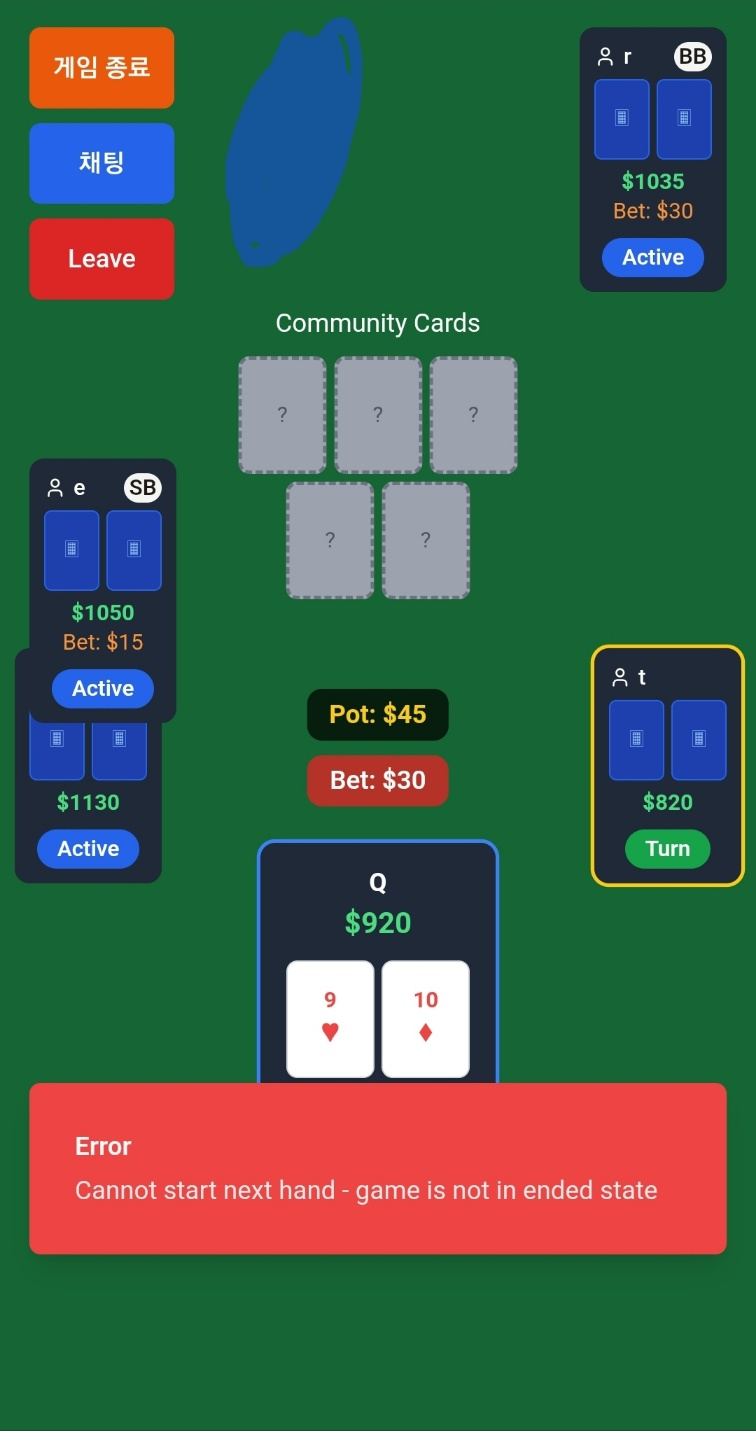 게임 종료
채팅
Leave
r BB
$1035
Bet: $30
Active
Community Cards
? ? ?
? ?
e SB
$1050
Bet: $15
Active
$1130
Active
Pot: $45
Bet: $30
t
$820
Turn
Q
$920
9 10
♥ ♦
Error
Cannot start next hand - game is not in ended state